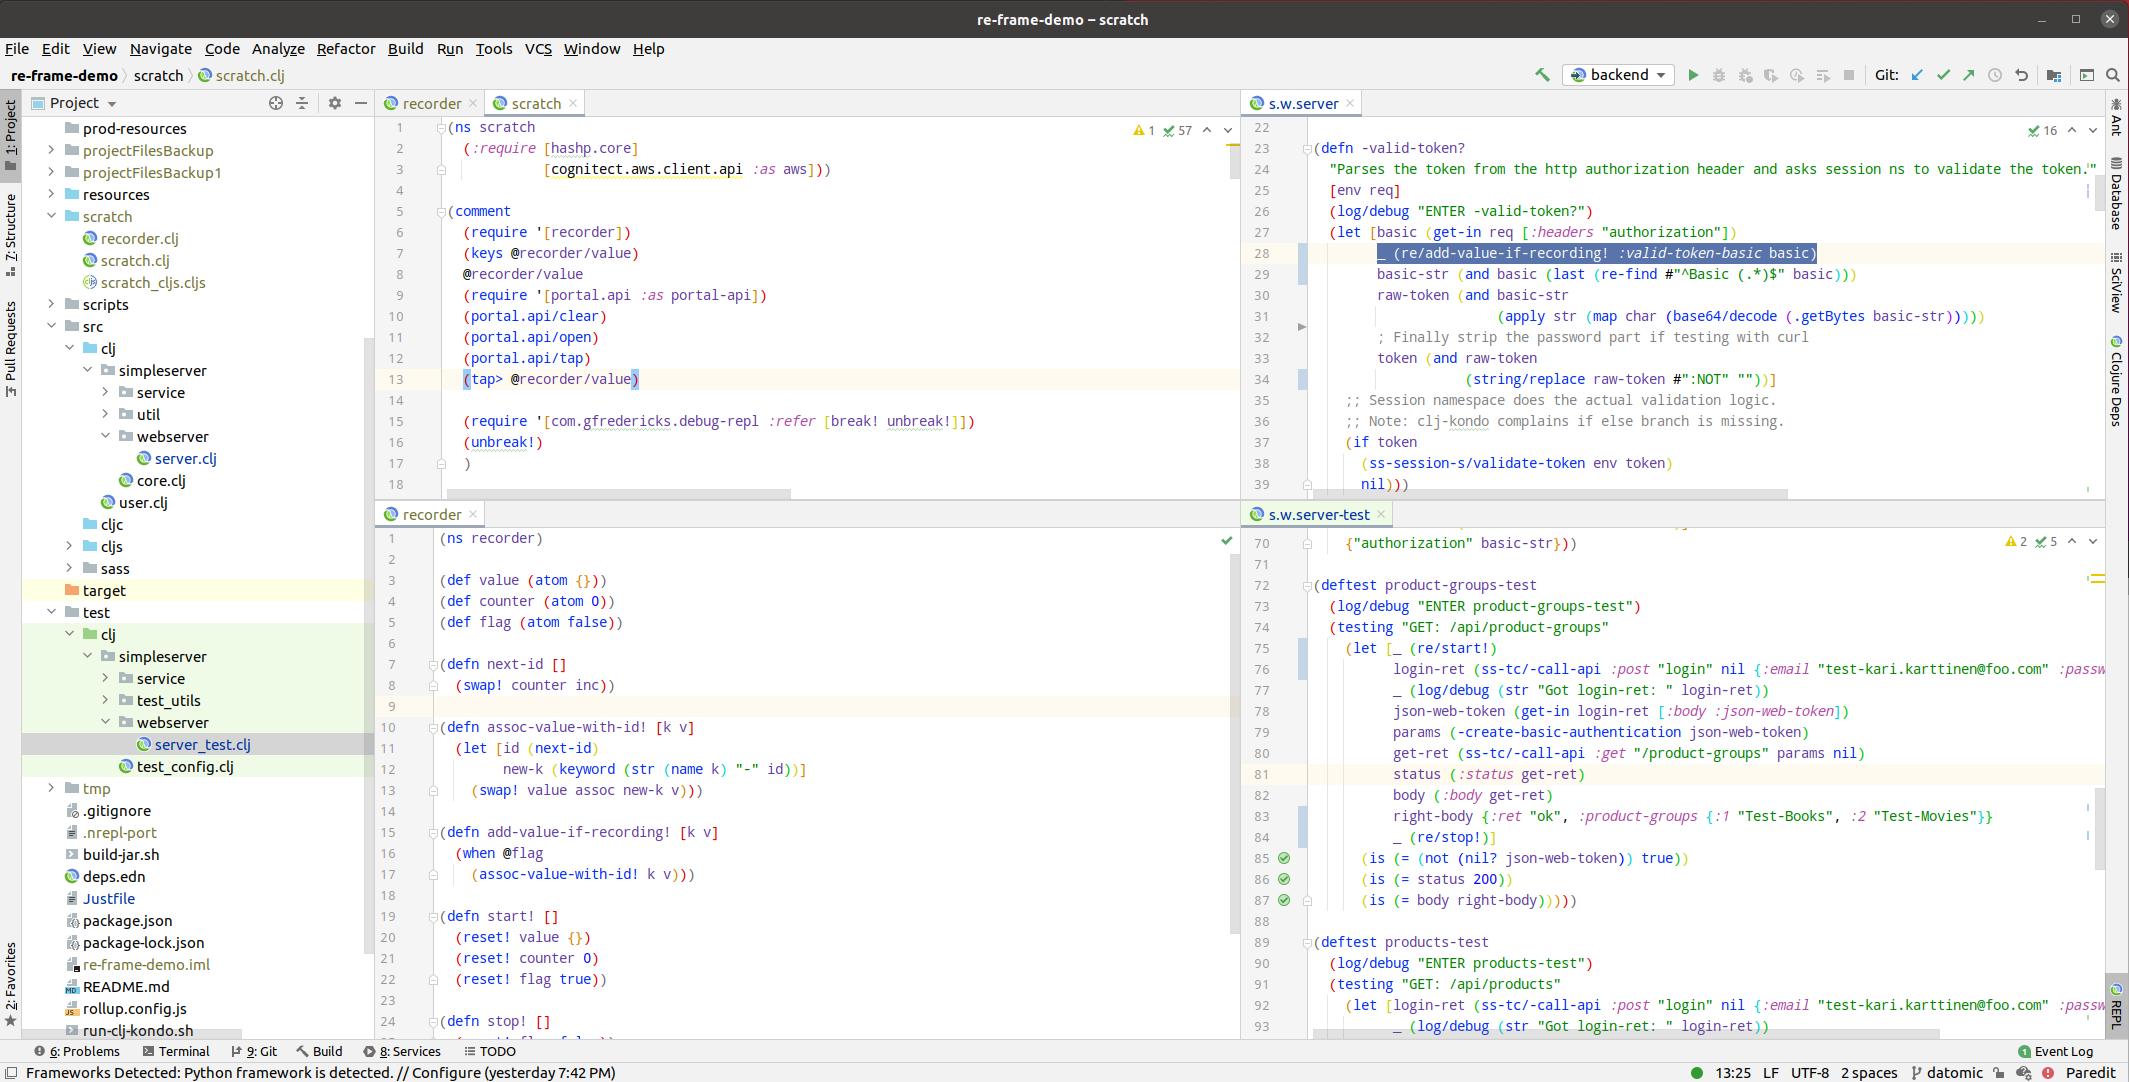 re-frame-demo – scratch
File Edit View Navigate Code Analyze Refactor Build Run Tools VCS Window Help
re-frame-demo scratch scratch.clj backend Git:
1: Project
7: Structure
Pull Requests
2: Favorites
Project
prod-resources
projectFilesBackup
projectFilesBackup1
resources
scratch
recorder.clj
scratch.clj
scratch_cljs.cljs
scripts
src
clj
simpleserver
service
util
webserver
server.clj
core.clj
user.clj
cljc
cljs
sass
target
test
clj
simpleserver
service
test_utils
webserver
server_test.clj
test_config.clj
tmp
.gitignore
.nrepl-port
build-jar.sh
deps.edn
Justfile
package.json
package-lock.json
re-frame-demo.iml
README.md
rollup.config.js
run-clj-kondo.sh
recorder scratch
1 57
1 (ns scratch
2 (:require [hashp.core]
3 [cognitect.aws.client.api :as aws]))
4
5 (comment
6 (require '[recorder])
7 (keys @recorder/value)
8 @recorder/value
9 (require '[portal.api :as portal-api])
10 (portal.api/clear)
11 (portal.api/open)
12 (portal.api/tap)
13 (tap> @recorder/value)
14
15 (require '[com.gfredericks.debug-repl :refer [break! unbreak!]])
16 (unbreak!)
17 )
18
recorder
1 (ns recorder)
2
3 (def value (atom {}))
4 (def counter (atom 0))
5 (def flag (atom false))
6
7 (defn next-id []
8 (swap! counter inc))
9
10 (defn assoc-value-with-id! [k v]
11 (let [id (next-id)
12 new-k (keyword (str (name k) "-" id))]
13 (swap! value assoc new-k v)))
14
15 (defn add-value-if-recording! [k v]
16 (when @flag
17 (assoc-value-with-id! k v)))
18
19 (defn start! []
20 (reset! value {})
21 (reset! counter 0)
22 (reset! flag true))
23
24 (defn stop! []
s.w.server
16
22
23 (defn -valid-token?
24 "Parses the token from the http authorization header and asks session ns to validate the token."
25 [env req]
26 (log/debug "ENTER -valid-token?")
27 (let [basic (get-in req [:headers "authorization"])
28 _ (re/add-value-if-recording! :valid-token-basic basic)
29 basic-str (and basic (last (re-find #"^Basic (.*)$" basic)))
30 raw-token (and basic-str
31 (apply str (map char (base64/decode (.getBytes basic-str)))))
32 ; Finally strip the password part if testing with curl
33 token (and raw-token
34 (string/replace raw-token #":NOT" ""))]
35 ;; Session namespace does the actual validation logic.
36 ;; Note: clj-kondo complains if else branch is missing.
37 (if token
38 (ss-session-s/validate-token env token)
39 nil)))
s.w.server-test
2 5
70 {"authorization" basic-str}))
71
72 (deftest product-groups-test
73 (log/debug "ENTER product-groups-test")
74 (testing "GET: /api/product-groups"
75 (let [_ (re/start!)
76 login-ret (ss-tc/-call-api :post "login" nil {:email "test-kari.karttinen@foo.com" :passw
77 _ (log/debug (str "Got login-ret: " login-ret))
78 json-web-token (get-in login-ret [:body :json-web-token])
79 params (-create-basic-authentication json-web-token)
80 get-ret (ss-tc/-call-api :get "/product-groups" params nil)
81 status (:status get-ret)
82 body (:body get-ret)
83 right-body {:ret "ok", :product-groups {:1 "Test-Books", :2 "Test-Movies"}}
84 _ (re/stop!)]
85 (is (= (not (nil? json-web-token)) true))
86 (is (= status 200))
87 (is (= body right-body)))))
88
89 (deftest products-test
90 (log/debug "ENTER products-test")
91 (testing "GET: /api/products"
92 (let [login-ret (ss-tc/-call-api :post "login" nil {:email "test-kari.karttinen@foo.com" :passw
93 _ (log/debug (str "Got login-ret: " login-ret))
Ant
Database
SciView
Clojure Deps
REPL
6: Problems Terminal 9: Git Build 8: Services TODO 1 Event Log
Frameworks Detected: Python framework is detected. // Configure (yesterday 7:42 PM) 13:25 LF UTF-8 2 spaces datomic Paredit